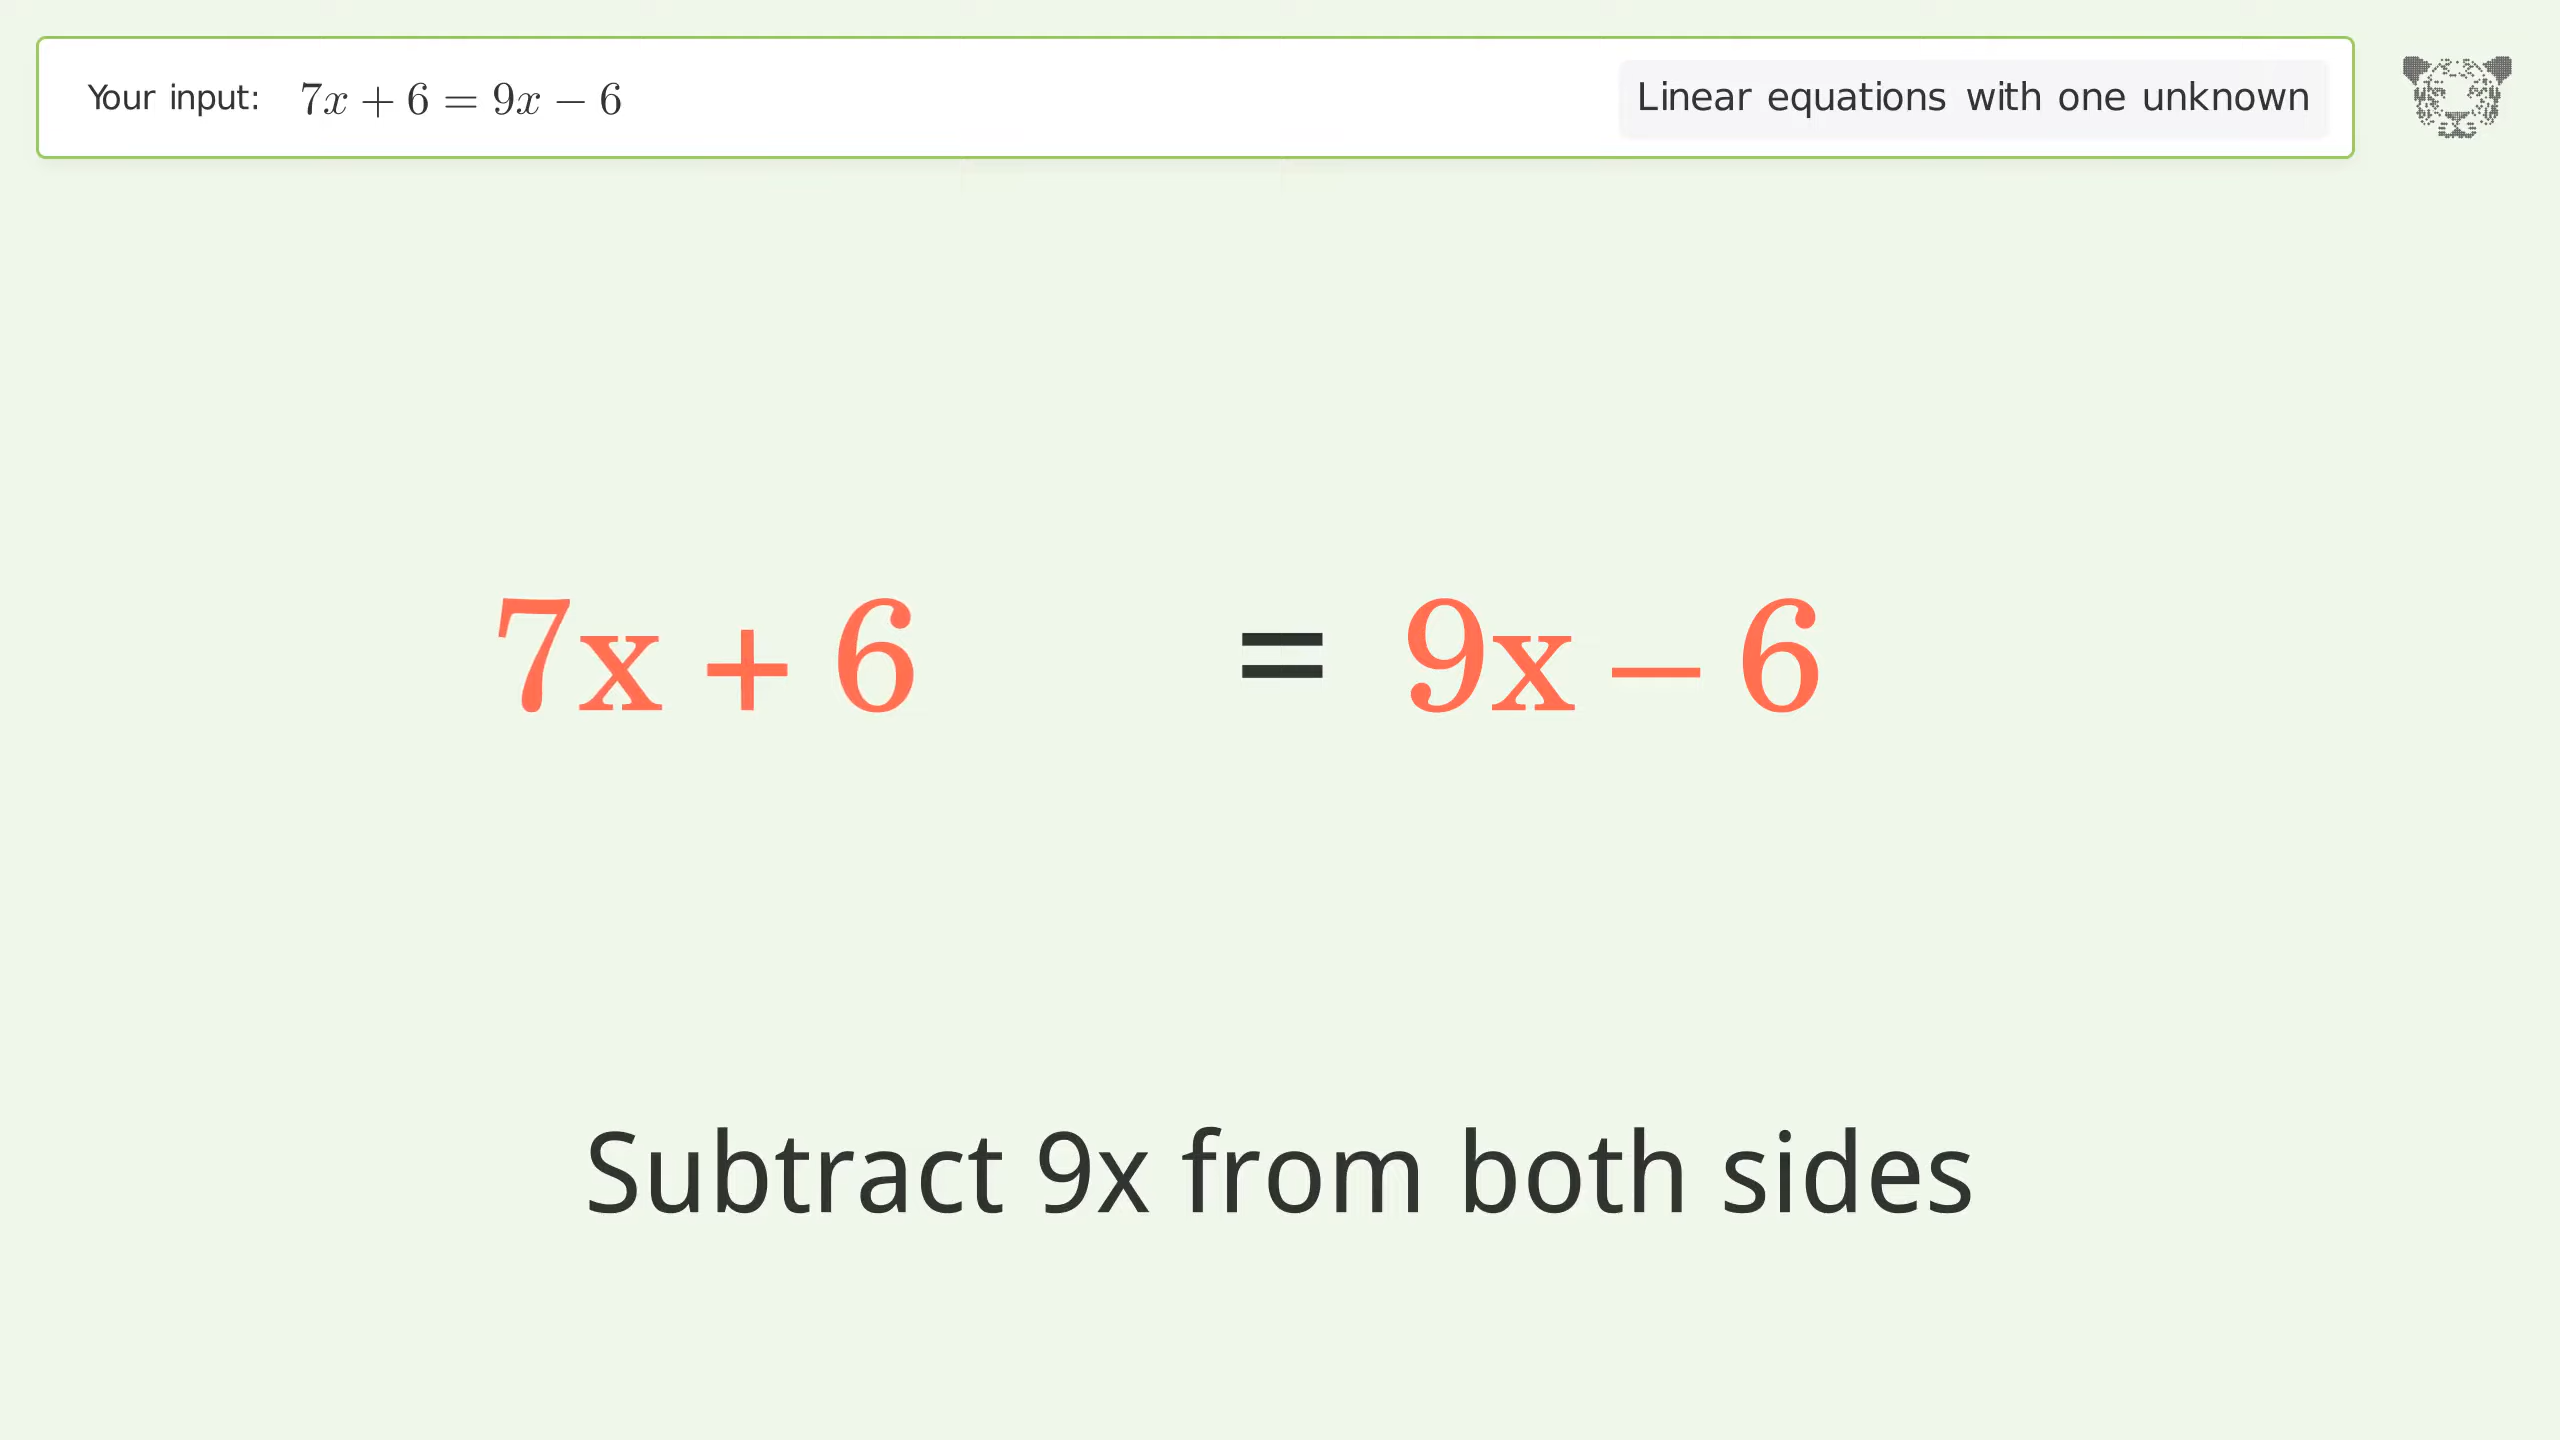 Your input: 7x + 6 = 9x − 6
Linear equations with one unknown
7x + 6 = 9x − 6
Subtract 9x from both sides